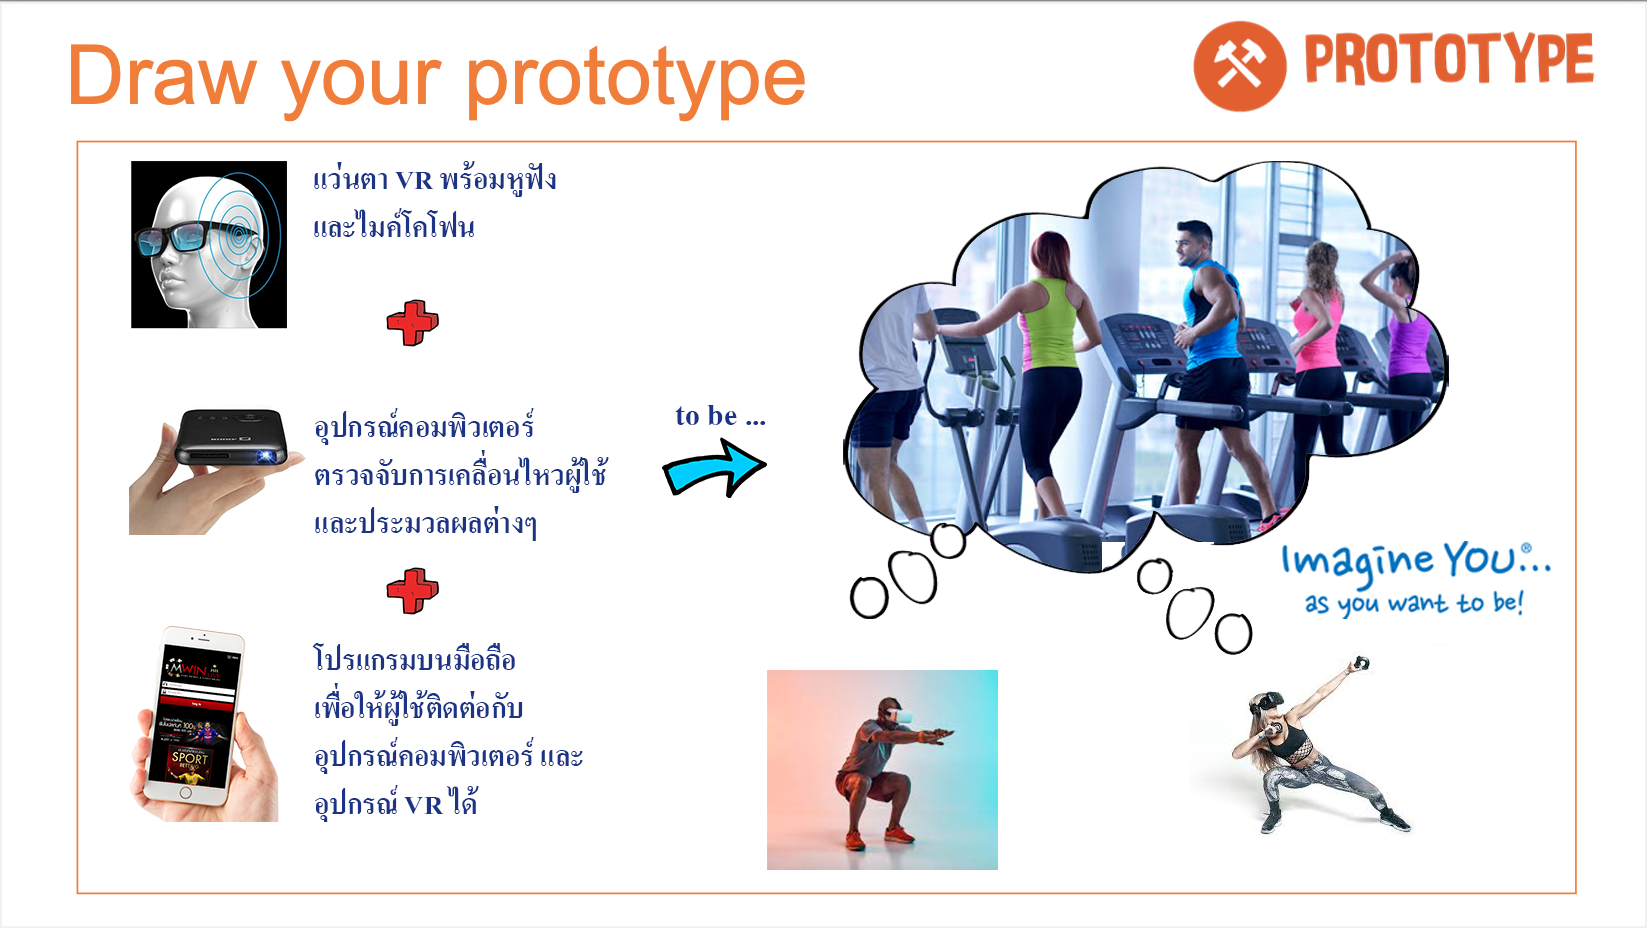 Draw your prototype
PROTOTYPE
แว่นตา VR พร้อมหูฟัง
และไมค์โคโฟน
อุปกรณ์คอมพิวเตอร์
ตรวจจับการเคลื่อนไหวผู้ใช้
และประมวลผลต่างๆ
โปรแกรมบนมือถือ
เพื่อให้ผู้ใช้ติดต่อกับ
อุปกรณ์คอมพิวเตอร์ และ
อุปกรณ์ VR ได้
MWIN
SPORT
BETTING
to be ...
Imagine You®...
as you want to be!